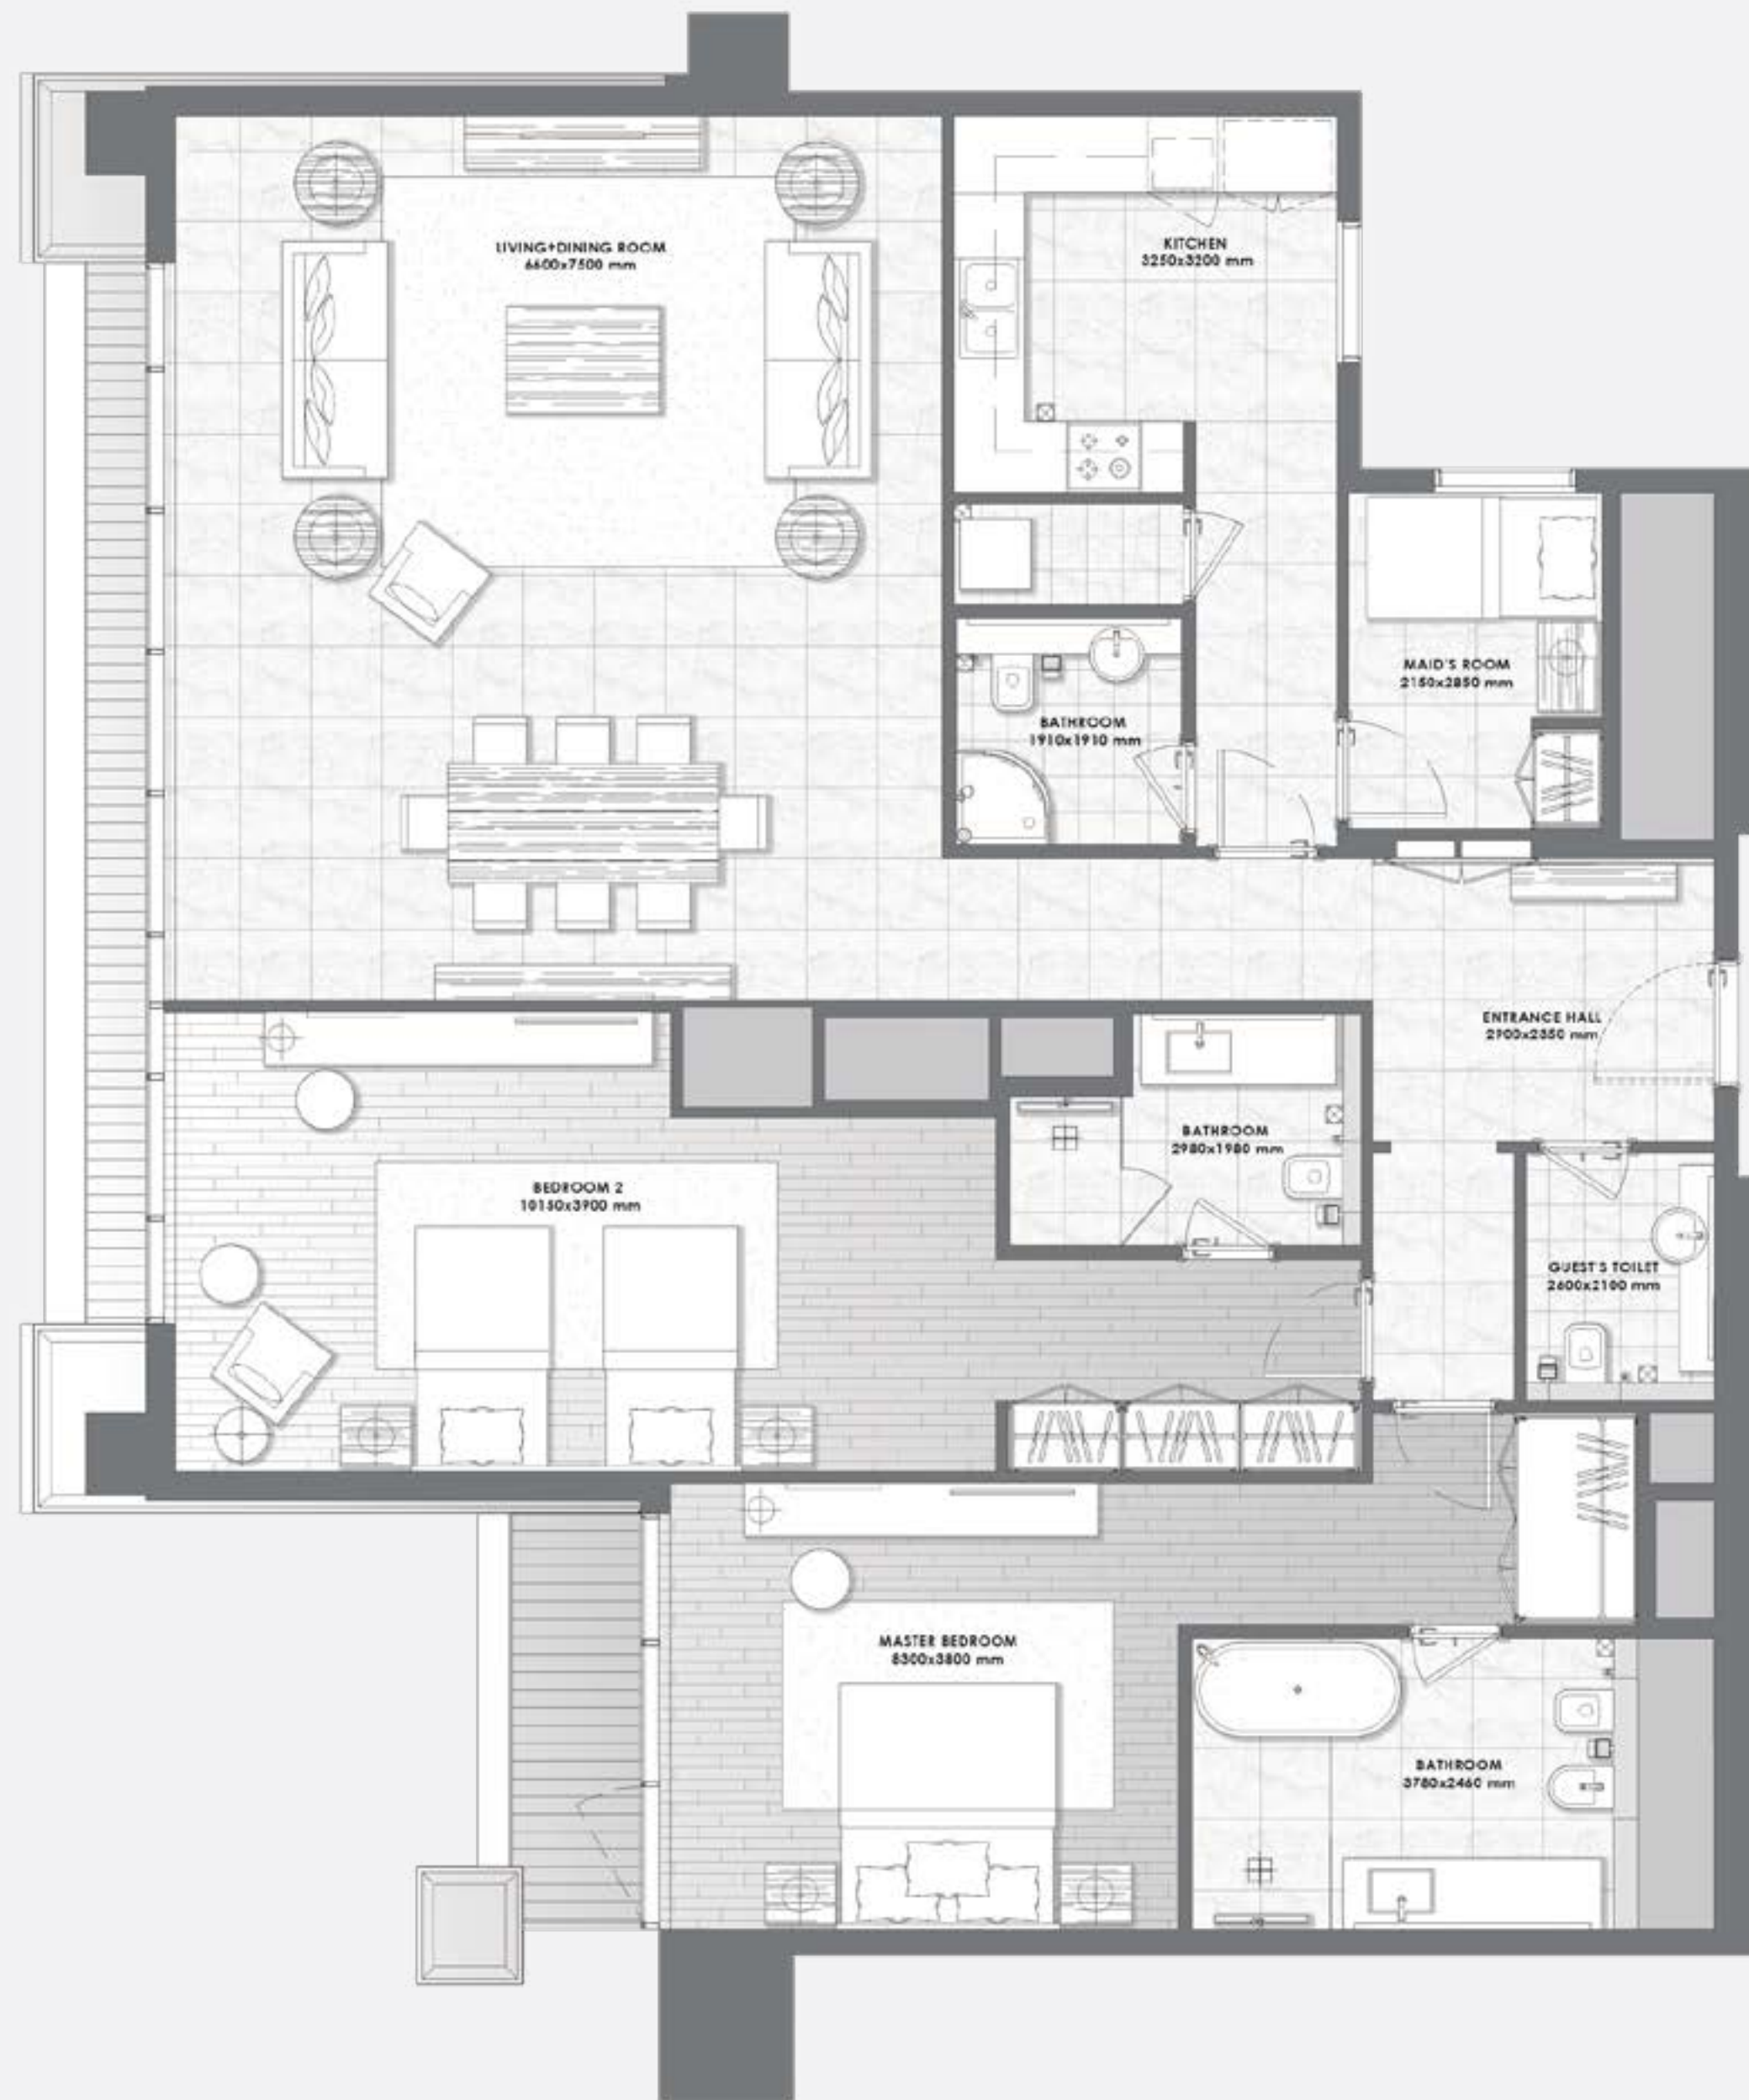 LIVING+DINING ROOM
6600x7500 mm
KITCHEN
3250x3200 mm
MAID'S ROOM
2150x2850 mm
BATHROOM
1910x1910 mm
ENTRANCE HALL
2900x2350 mm
BATHROOM
2980x1980 mm
BEDROOM 2
10150x3900 mm
GUEST'S TOILET
2600x2100 mm
MASTER BEDROOM
8300x3800 mm
BATHROOM
3780x2460 mm